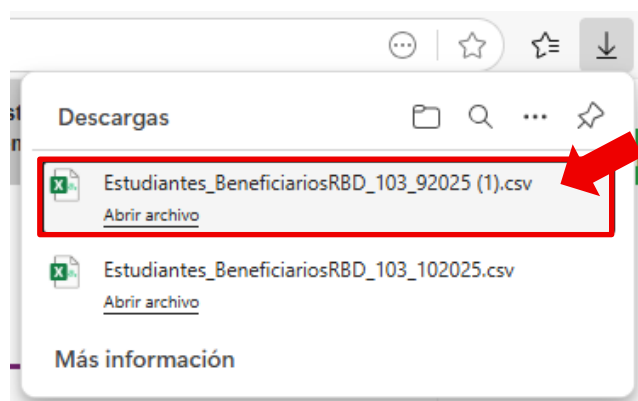 Descargas
Estudiantes_BeneficiariosRBD_103_92025 (1).csv
Abrir archivo
Estudiantes_BeneficiariosRBD_103_102025.csv
Abrir archivo
Más información